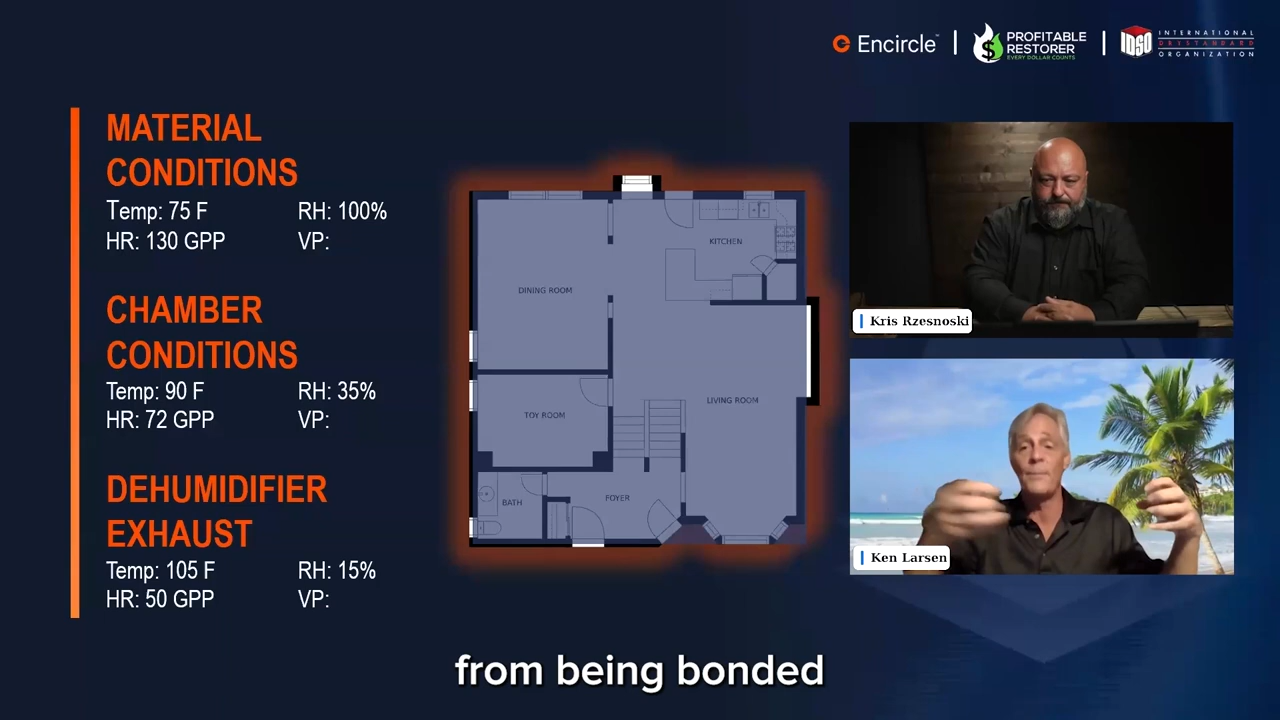 Encircle
PROFITABLE
RESTORER
EVERY DOLLAR COUNTS
IDSO
INTERNATIONAL
DRYSTANDARD
ORGANIZATION
MATERIAL
CONDITIONS
Temp: 75 F RH: 100%
HR: 130 GPP VP:
CHAMBER
CONDITIONS
Temp: 90 F RH: 35%
HR: 72 GPP VP:
DEHUMIDIFIER
EXHAUST
Temp: 105 F RH: 15%
HR: 50 GPP VP:
KITCHEN
DINING ROOM
LIVING ROOM
TOY ROOM
BATH
FOYER
Kris Rzesnoski
Ken Larsen
from being bonded